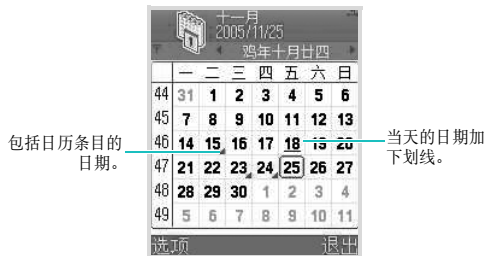 十一月
2005/11/25
鸡年十月廿四
一 二 三 四 五 六 日
44 31 1 2 3 4 5 6
45 7 8 9 10 11 12 13
46 14 15 16 17 18 19 20
47 21 22 23 24 25 26 27
48 28 29 30 1 2 3 4
49 5 6 7 8 9 10 11
选项 退出
包括日历条目的
日期。
当天的日期加
下划线。